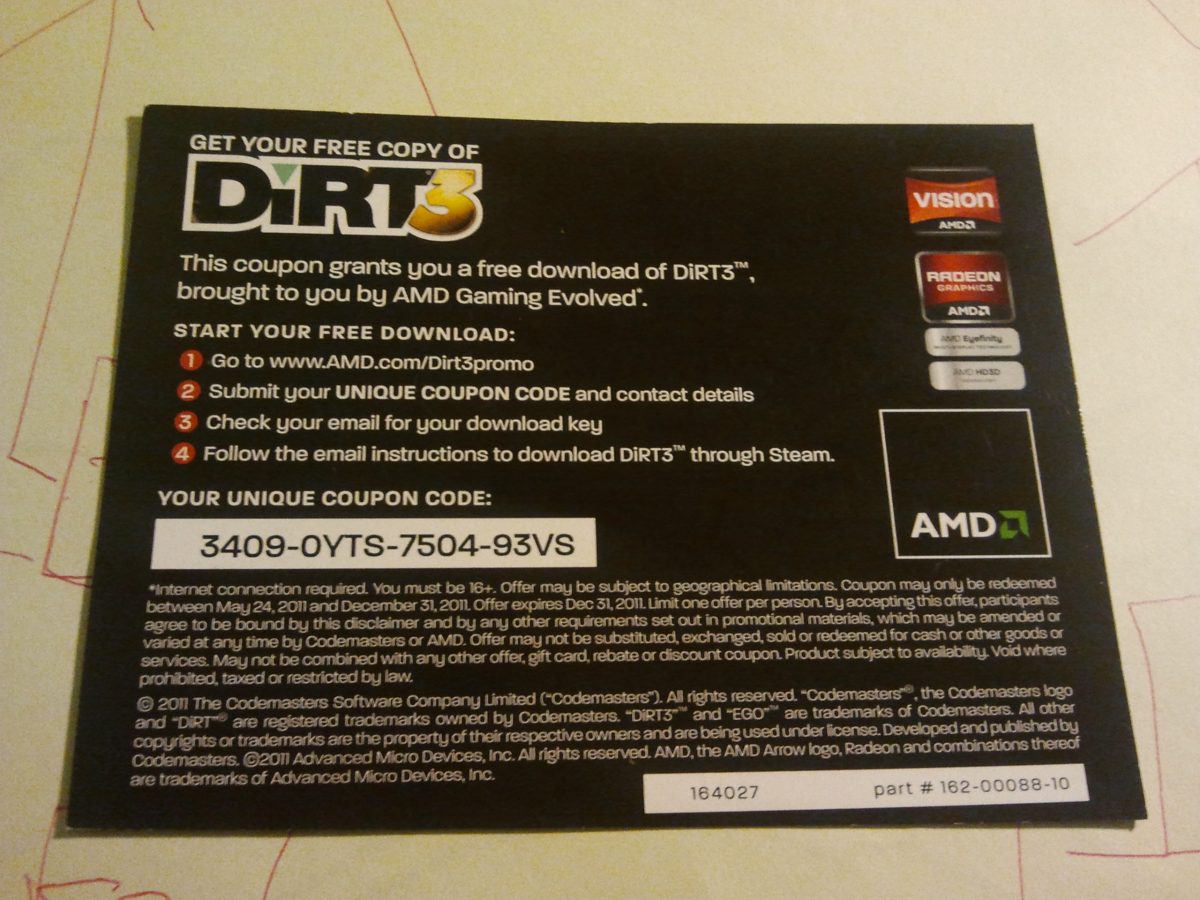 GET YOUR FREE COPY OF
DiRT3
This coupon grants you a free download of DiRT3™,
brought to you by AMD Gaming Evolved*.
START YOUR FREE DOWNLOAD:
1 Go to www.AMD.com/Dirt3promo
2 Submit your UNIQUE COUPON CODE and contact details
3 Check your email for your download key
4 Follow the email instructions to download DiRT3™ through Steam.
YOUR UNIQUE COUPON CODE:
3409-0YTS-7504-93VS
VISION
AMD
RADEON
GRAPHICS
AMD
AMD Eyefinity
AMD HD3D
AMD
*Internet connection required. You must be 16+. Offer may be subject to geographical limitations. Coupon may only be redeemed
between May 24, 2011 and December 31, 2011. Offer expires Dec 31, 2011. Limit one offer per person. By accepting this offer, participants
agree to be bound by this disclaimer and by any other requirements set out in promotional materials, which may be amended or
varied at any time by Codemasters or AMD. Offer may not be substituted, exchanged, sold or redeemed for cash or other goods or
services. May not be combined with any other offer, gift card, rebate or discount coupon. Product subject to availability. Void where
prohibited, taxed or restricted by law.
© 2011 The Codemasters Software Company Limited ("Codemasters"). All rights reserved. "Codemasters"®, the Codemasters logo
and "DiRT"® are registered trademarks owned by Codemasters. "DiRT3"™ and "EGO"™ are trademarks of Codemasters. All other
copyrights or trademarks are the property of their respective owners and are being used under license. Developed and published by
Codemasters. ©2011 Advanced Micro Devices, Inc. All rights reserved. AMD, the AMD Arrow logo, Radeon and combinations thereof
are trademarks of Advanced Micro Devices, Inc.
164027 part # 162-00088-10